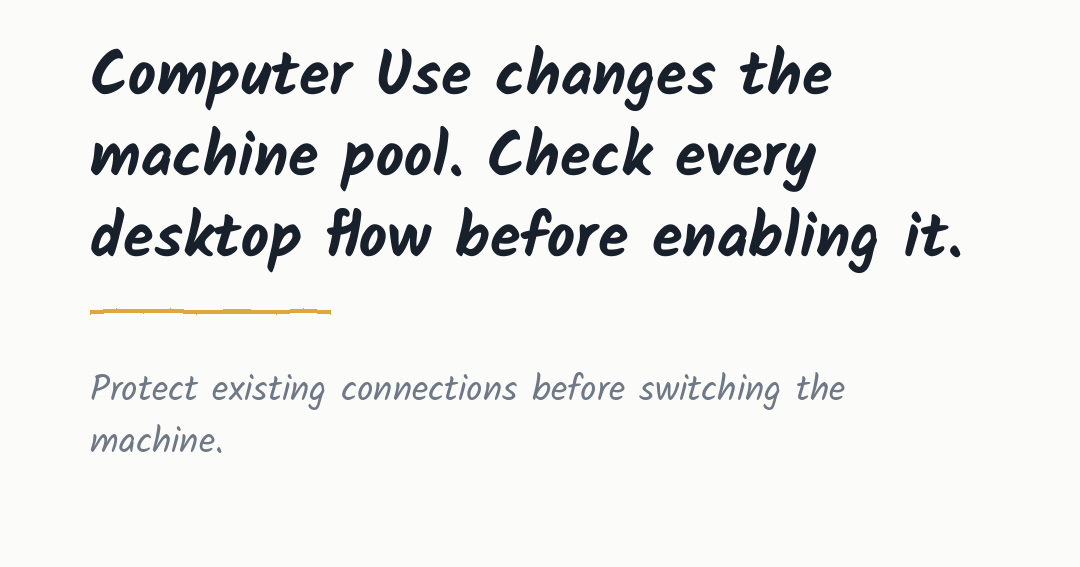 Computer Use changes the
machine pool. Check every
desktop flow before enabling it.
Protect existing connections before switching the
machine.